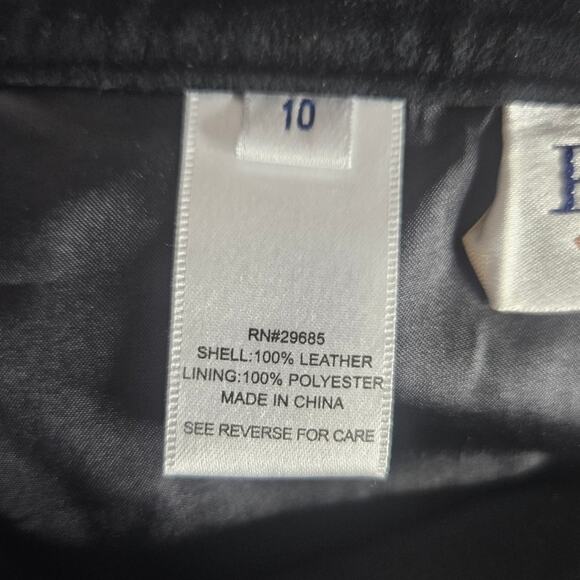 10
RN#29685
SHELL:100% LEATHER
LINING:100% POLYESTER
MADE IN CHINA
SEE REVERSE FOR CARE